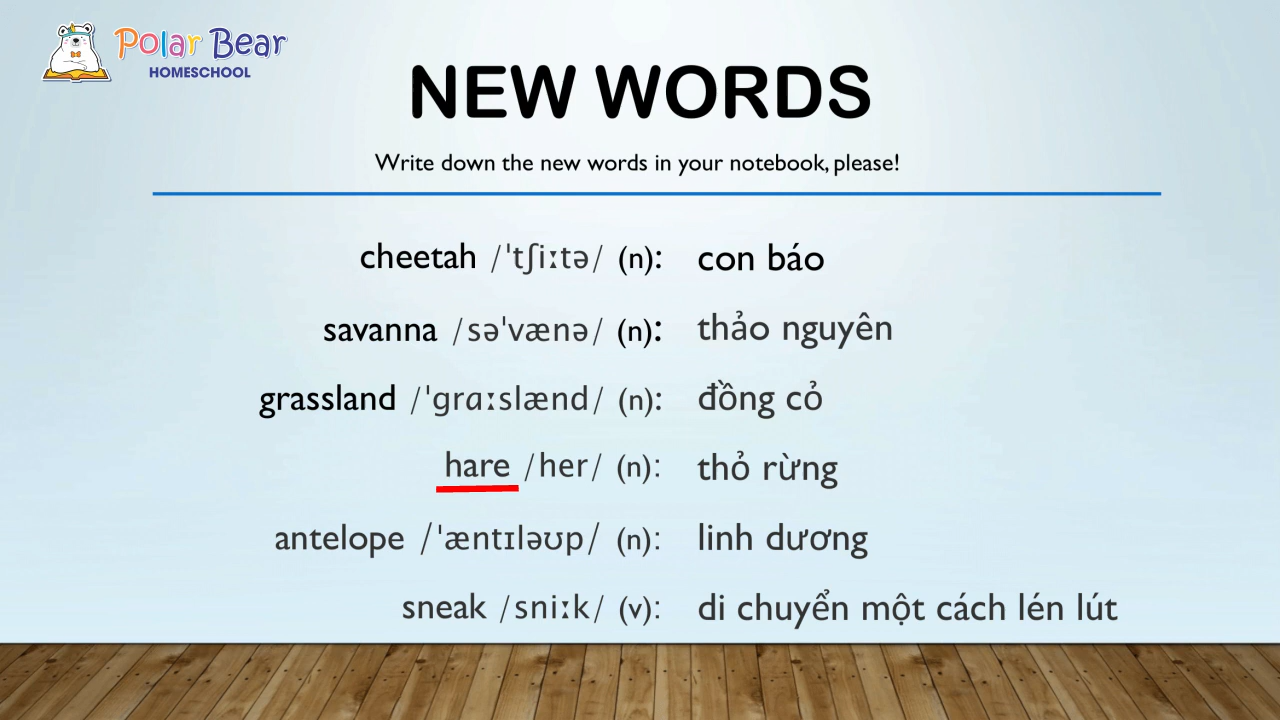 Polar Bear
HOMESCHOOL
NEW WORDS
Write down the new words in your notebook, please!
cheetah /ˈtʃiːtə/ (n): con báo
savanna /səˈvænə/ (n): thảo nguyên
grassland /ˈɡrɑːslænd/ (n): đồng cỏ
hare /her/ (n): thỏ rừng
antelope /ˈæntɪləʊp/ (n): linh dương
sneak /sniːk/ (v): di chuyển một cách lén lút